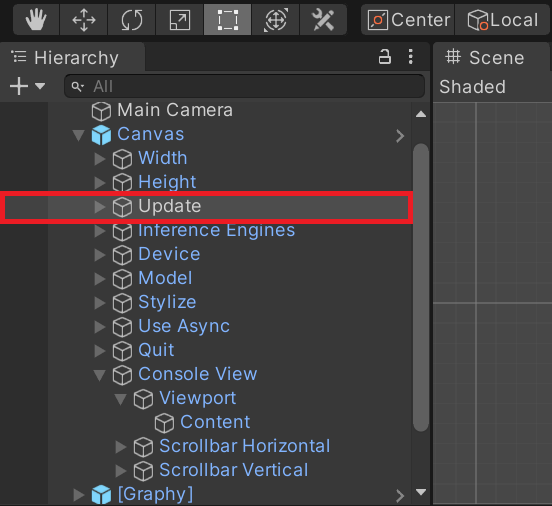 Center
Local
Hierarchy
Scene
All
Shaded
Main Camera
Canvas
Width
Height
Update
Inference Engines
Device
Model
Stylize
Use Async
Quit
Console View
Viewport
Content
Scrollbar Horizontal
Scrollbar Vertical
[Graphy]